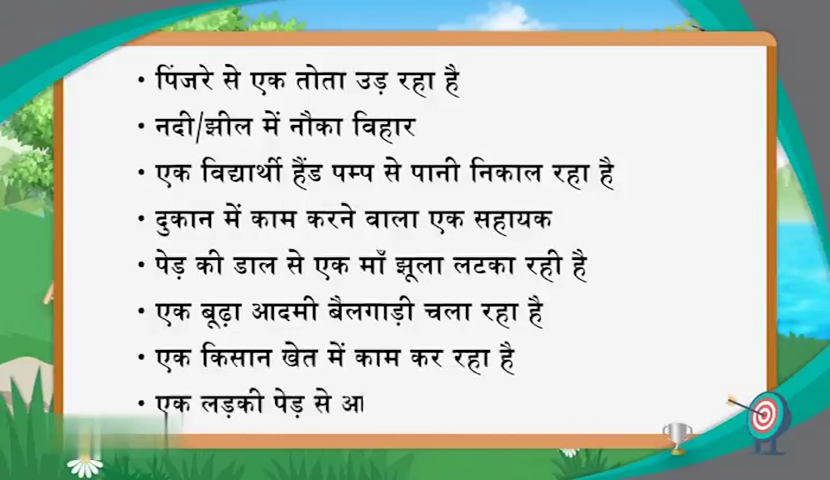 • पिंजरे से एक तोता उड़ रहा है
• नदी/झील में नौका विहार
• एक विद्यार्थी हैंड पम्प से पानी निकाल रहा है
• दुकान में काम करने वाला एक सहायक
• पेड़ की डाल से एक माँ झूला लटका रही है
• एक बूढ़ा आदमी बैलगाड़ी चला रहा है
• एक किसान खेत में काम कर रहा है
• एक लड़की पेड़ से आ